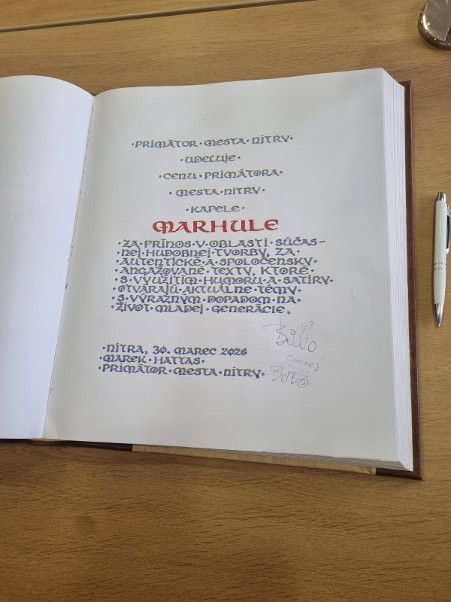 ·PRIMÁTOR·MESTA·NITRY·
·UDEĽUJE·
·CENU·PRIMÁTORA·
·MESTA·NITRY·
·KAPELE·
MARHULE
·ZA·PRÍNOS·V·OBLASTI·SÚČAS-
·NEJ·HUDOBNEJ·TVORBY, ZA·
·AUTENTICKÉ·A·SPOLOČENSKY·
·ANGAŽOVANÉ·TEXTY, KTORÉ·
·S·VYUŽITÍM·HUMORU·A·SATIRY·
·OTVÁRAJÚ·AKTUÁLNE·TÉMY·
·S·VÝRAZNÝM·DOPADOM·NA·
·ŽIVOT·MLADEJ·GENERÁCIE.·
·NITRA, 30. MAREC 2026
·MAREK·HATTAS·
·PRIMÁTOR·MESTA·NITRY·